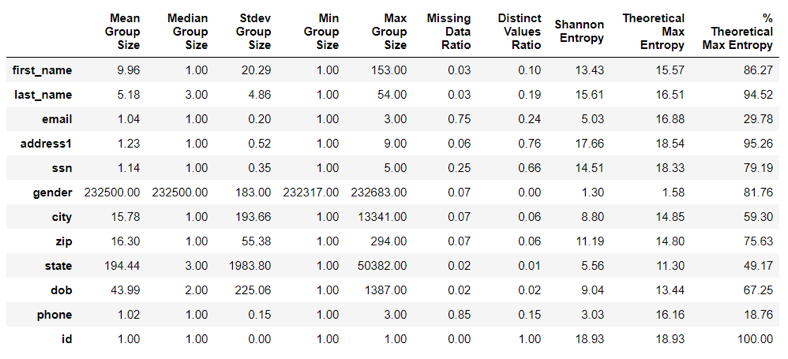 Mean Group Size Median Group Size Stdev Group Size Min Group Size Max Group Size Missing Data Ratio Distinct Values Ratio Shannon Entropy Theoretical Max Entropy % Theoretical Max Entropy
first_name 9.96 1.00 20.29 1.00 153.00 0.03 0.10 13.43 15.57 86.27
last_name 5.18 3.00 4.86 1.00 54.00 0.03 0.19 15.61 16.51 94.52
email 1.04 1.00 0.20 1.00 3.00 0.75 0.24 5.03 16.88 29.78
address1 1.23 1.00 0.52 1.00 9.00 0.06 0.76 17.66 18.54 95.26
ssn 1.14 1.00 0.35 1.00 5.00 0.25 0.66 14.51 18.33 79.19
gender 232500.00 232500.00 183.00 232317.00 232683.00 0.07 0.00 1.30 1.58 81.76
city 15.78 1.00 193.66 1.00 13341.00 0.07 0.06 8.80 14.85 59.30
zip 16.30 1.00 55.38 1.00 294.00 0.07 0.06 11.19 14.80 75.63
state 194.44 3.00 1983.80 1.00 50382.00 0.02 0.01 5.56 11.30 49.17
dob 43.99 2.00 225.06 1.00 1387.00 0.02 0.02 9.04 13.44 67.25
phone 1.02 1.00 0.15 1.00 3.00 0.85 0.15 3.03 16.16 18.76
id 1.00 1.00 0.00 1.00 1.00 0.00 1.00 18.93 18.93 100.00